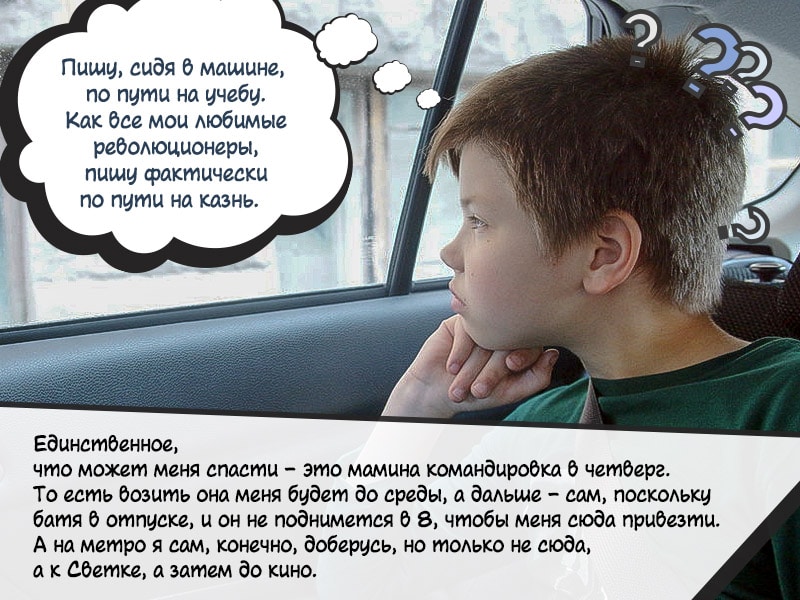 Пишу, сидя в машине,
по пути на учебу.
Как все мои любимые
революционеры,
пишу фактически
по пути на казнь.
? ? ? ? ?
Единственное,
что может меня спасти – это мамина командировка в четверг.
То есть возить она меня будет до среды, а дальше – сам, поскольку
батя в отпуске, и он не поднимется в 8, чтобы меня сюда привезти.
А на метро я сам, конечно, доберусь, но только не сюда,
а к Светке, а затем до кино.